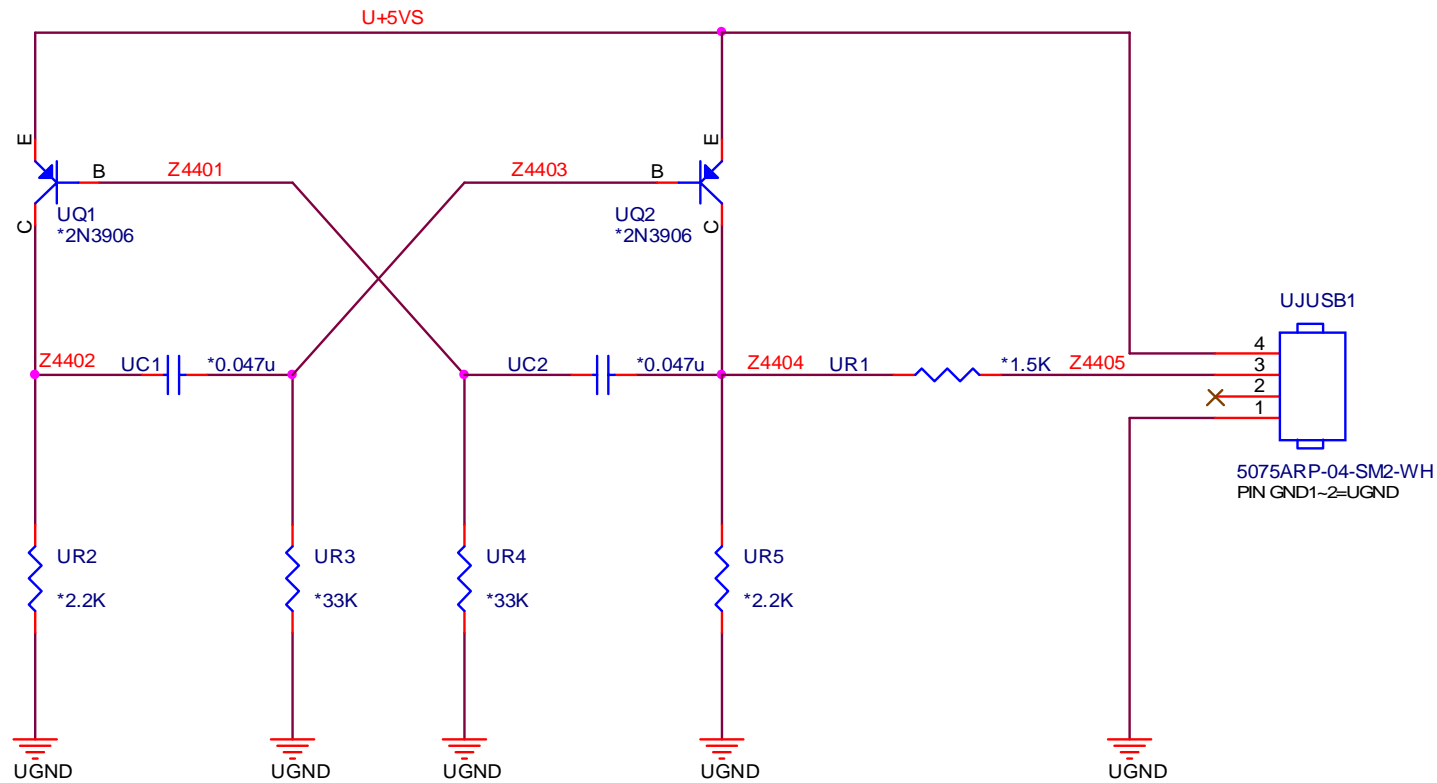 U+5VS
E
E
B
Z4401
Z4403
B
UQ1
*2N3906
C
UQ2
*2N3906
C
UJUSB1
Z4402
UC1
*0.047u
UC2
*0.047u
Z4404
UR1
*1.5K
Z4405
4
3
2
1
5075ARP-04-SM2-WH
PIN GND1~2=UGND
UR2
*2.2K
UR3
*33K
UR4
*33K
UR5
*2.2K
UGND
UGND
UGND
UGND
UGND